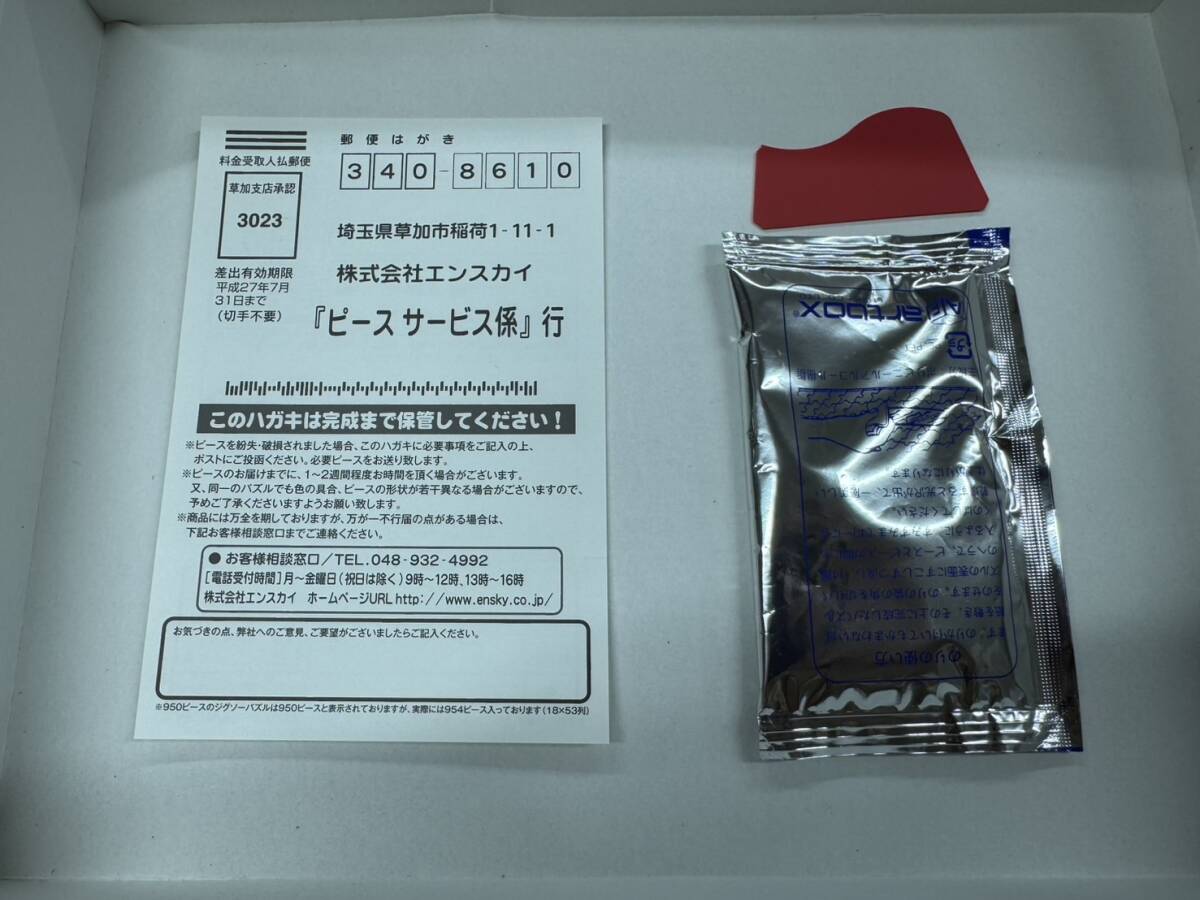 郵便はがき
料金受取人払郵便
340-8610
草加支店承認
3023
差出有効期限
平成27年7月
31日まで
(切手不要)
埼玉県草加市稲荷1-11-1
株式会社エンスカイ
『ピース サービス係』行
このハガキは完成まで保管してください!
※ピースを紛失・破損されました場合、このハガキに必要事項をご記入の上、
ポストにご投函ください。必要ピースをお送り致します。
※ピースのお届けまでに、1〜2週間程度お時間を頂く場合がございます。
又、同一のパズルでも色の具合、ピースの形状が若干異なる場合がございますので、
予めご了承くださいますようお願い致します。
※商品には万全を期しておりますが、万が一不行届の点がある場合は、
下記お客様相談窓口までご連絡ください。
●お客様相談窓口/TEL.048-932-4992
[電話受付時間]月〜金曜日(祝日は除く)9時〜12時、13時〜16時
株式会社エンスカイ ホームページURL http://www.ensky.co.jp/
お気づきの点、弊社へのご意見、ご要望がございましたらご記入ください。
※950ピースのジグソーパズルは950ピースと表示されておりますが、実際には954ピース入っております(18×53列)
のりの使い方
artbox